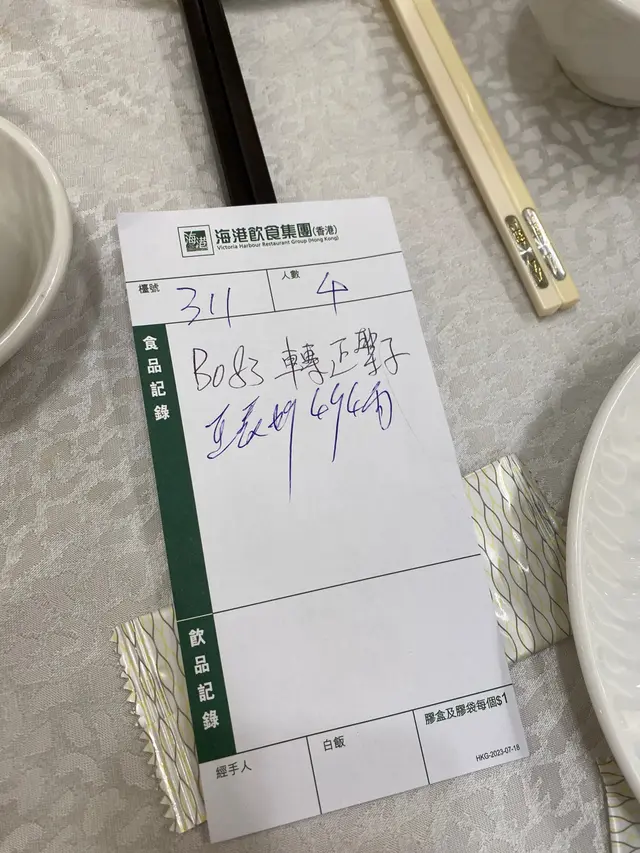 海港
海港飲食集團(香港)
Victoria Harbour Restaurant Group (Hong Kong)
檯號 311
人數 4
食品記錄
B083 轉正
飲品記錄
經手人
白飯
膠盒及膠袋每個$1
HKG-2023-07-18